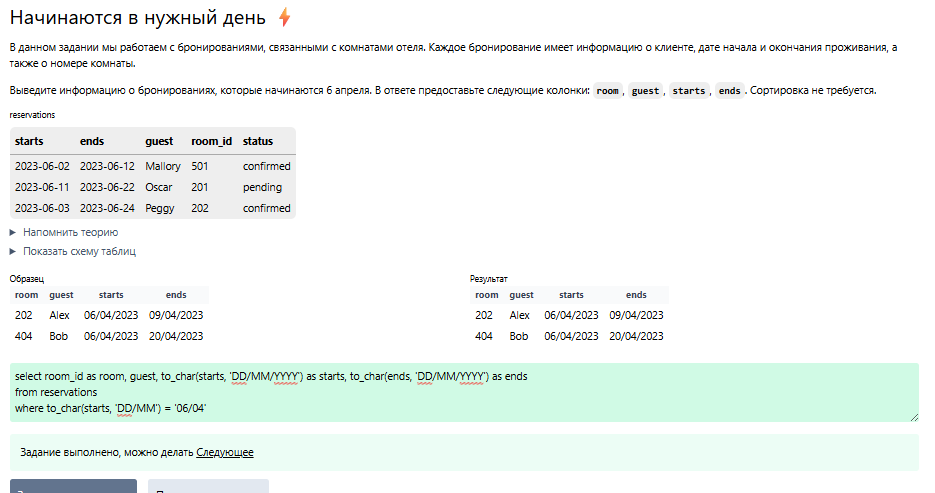 Начинаются в нужный день
В данном задании мы работаем с бронированиями, связанными с комнатами отеля. Каждое бронирование имеет информацию о клиенте, дате начала и окончания проживания, а
также о номере комнаты.
Выведите информацию о бронированиях, которые начинаются 6 апреля. В ответе предоставьте следующие колонки: room, guest, starts, ends. Сортировка не требуется.
reservations
starts ends guest room_id status
2023-06-02 2023-06-12 Mallory 501 confirmed
2023-06-11 2023-06-22 Oscar 201 pending
2023-06-03 2023-06-24 Peggy 202 confirmed
Напомнить теорию
Показать схему таблиц
Образец
room guest starts ends
202 Alex 06/04/2023 09/04/2023
404 Bob 06/04/2023 20/04/2023
Результат
room guest starts ends
202 Alex 06/04/2023 09/04/2023
404 Bob 06/04/2023 20/04/2023
select room_id as room, guest, to_char(starts, 'DD/MM/YYYY') as starts, to_char(ends, 'DD/MM/YYYY') as ends
from reservations
where to_char(starts, 'DD/MM') = '06/04'
Задание выполнено, можно делать Следующее